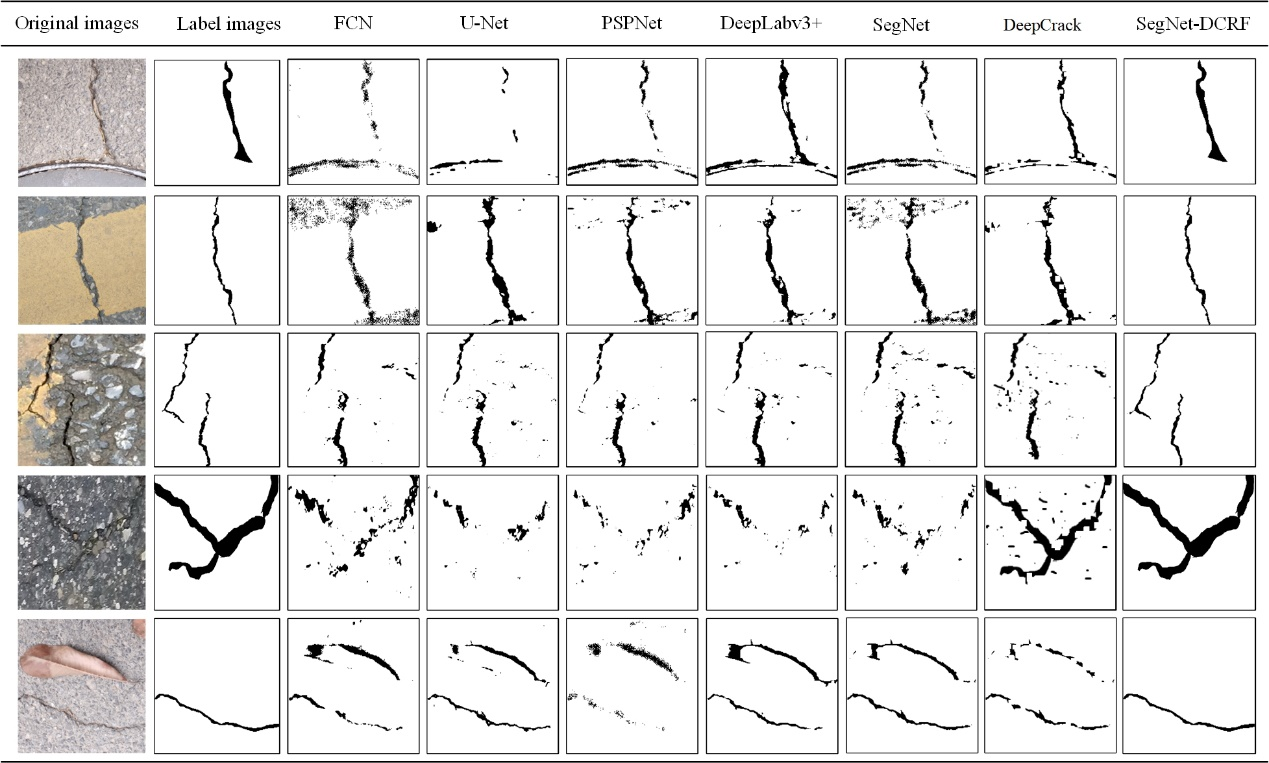 Original images Label images FCN U-Net PSPNet DeepLabv3+ SegNet DeepCrack SegNet-DCRF